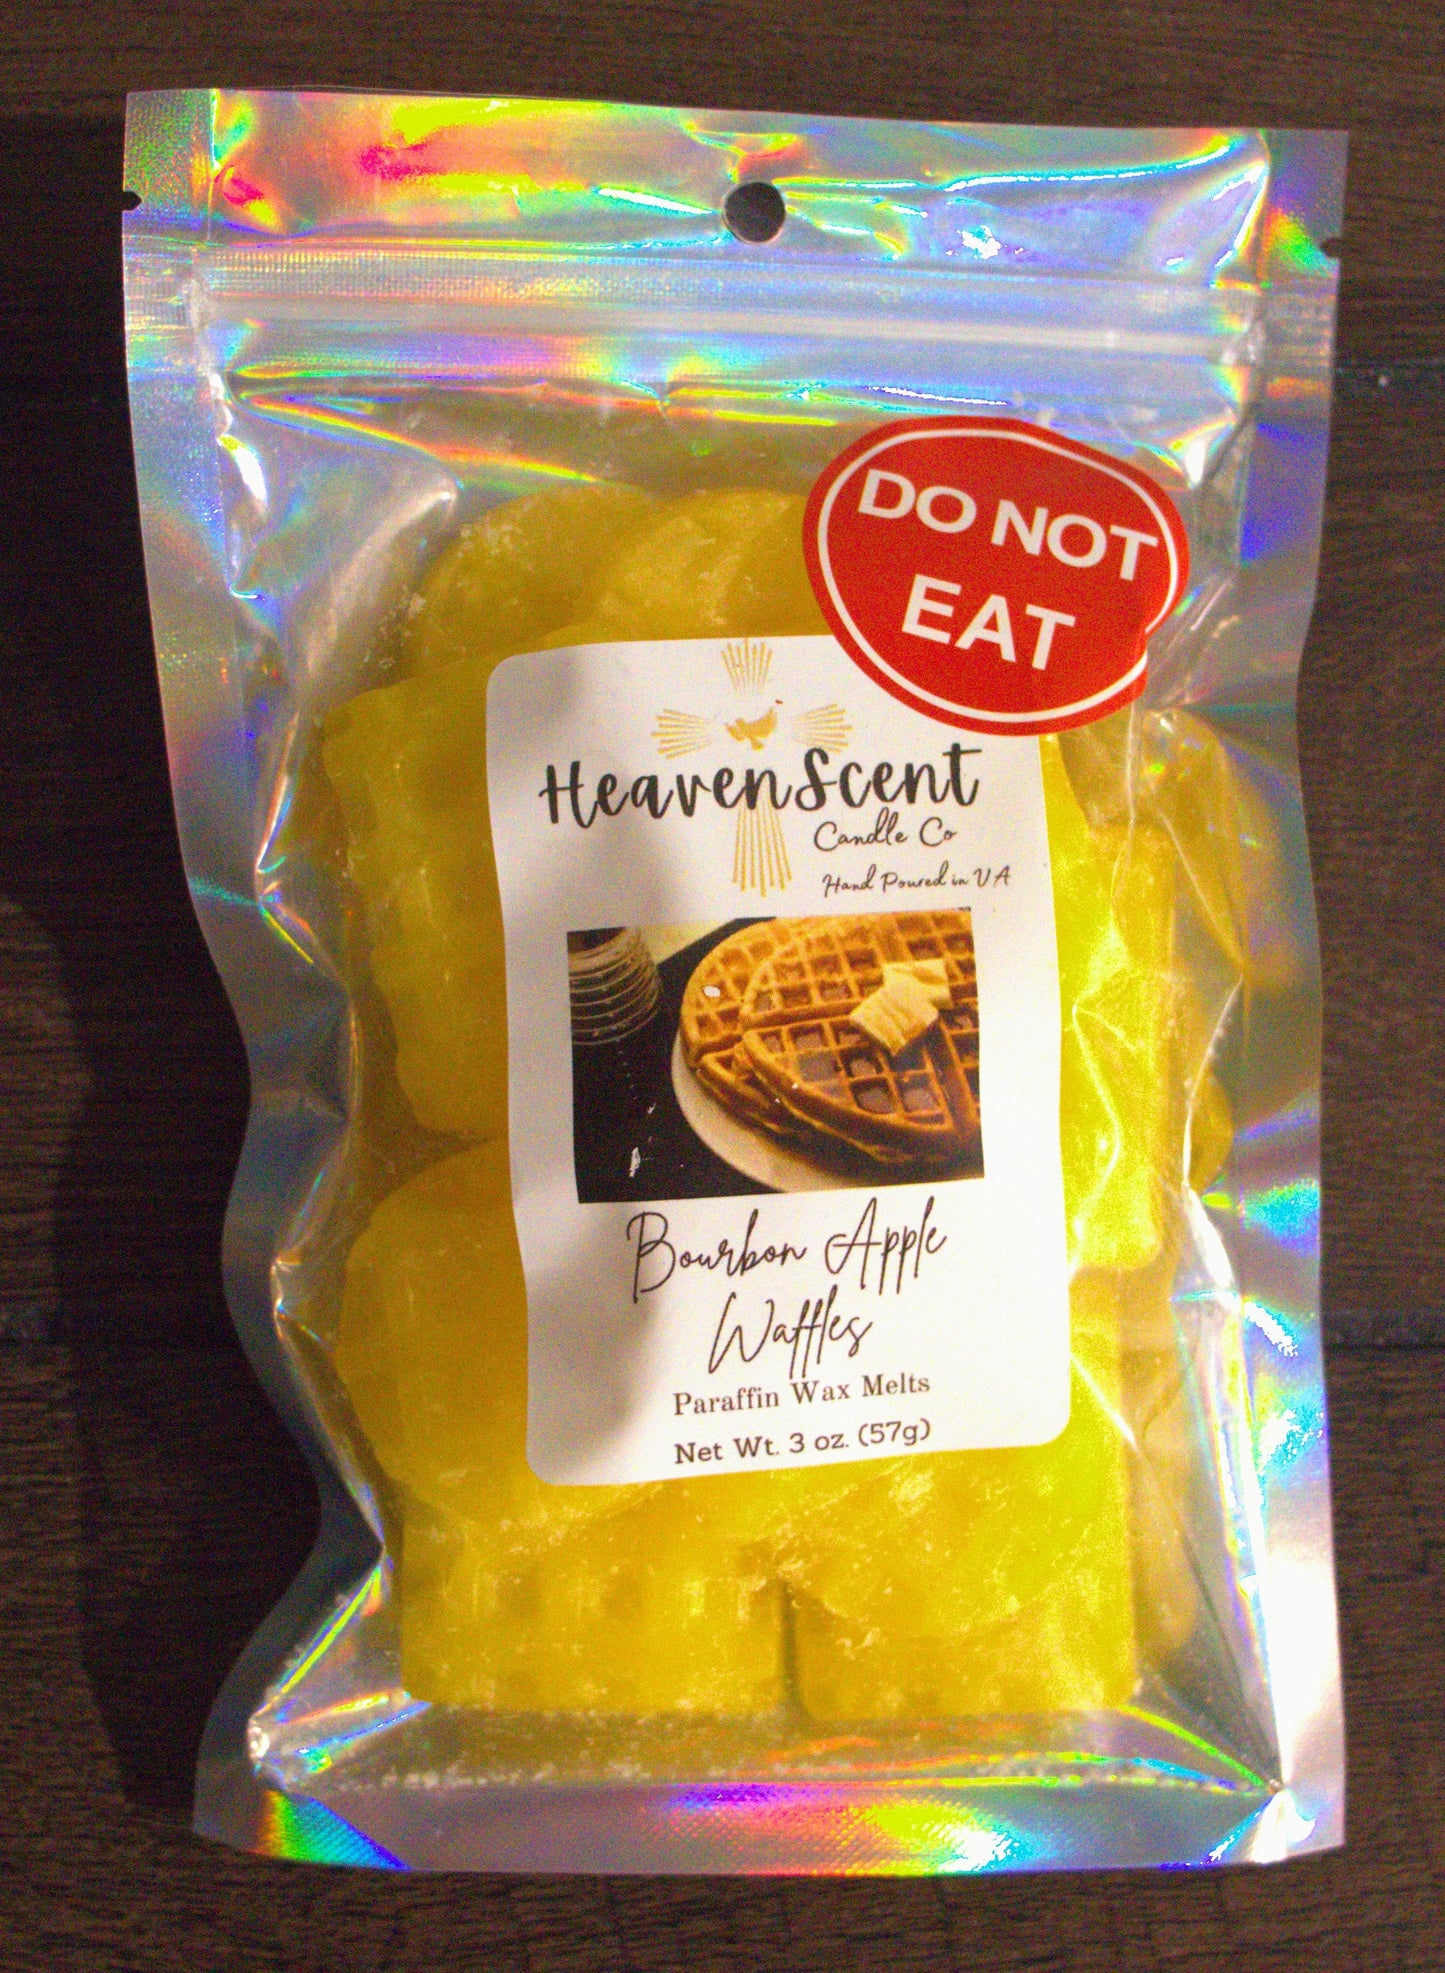 DO NOT
EAT
HeavenScent
Candle Co
Hand Poured in VA
Bourbon Apple
Waffles
Paraffin Wax Melts
Net Wt. 3 oz. (57g)